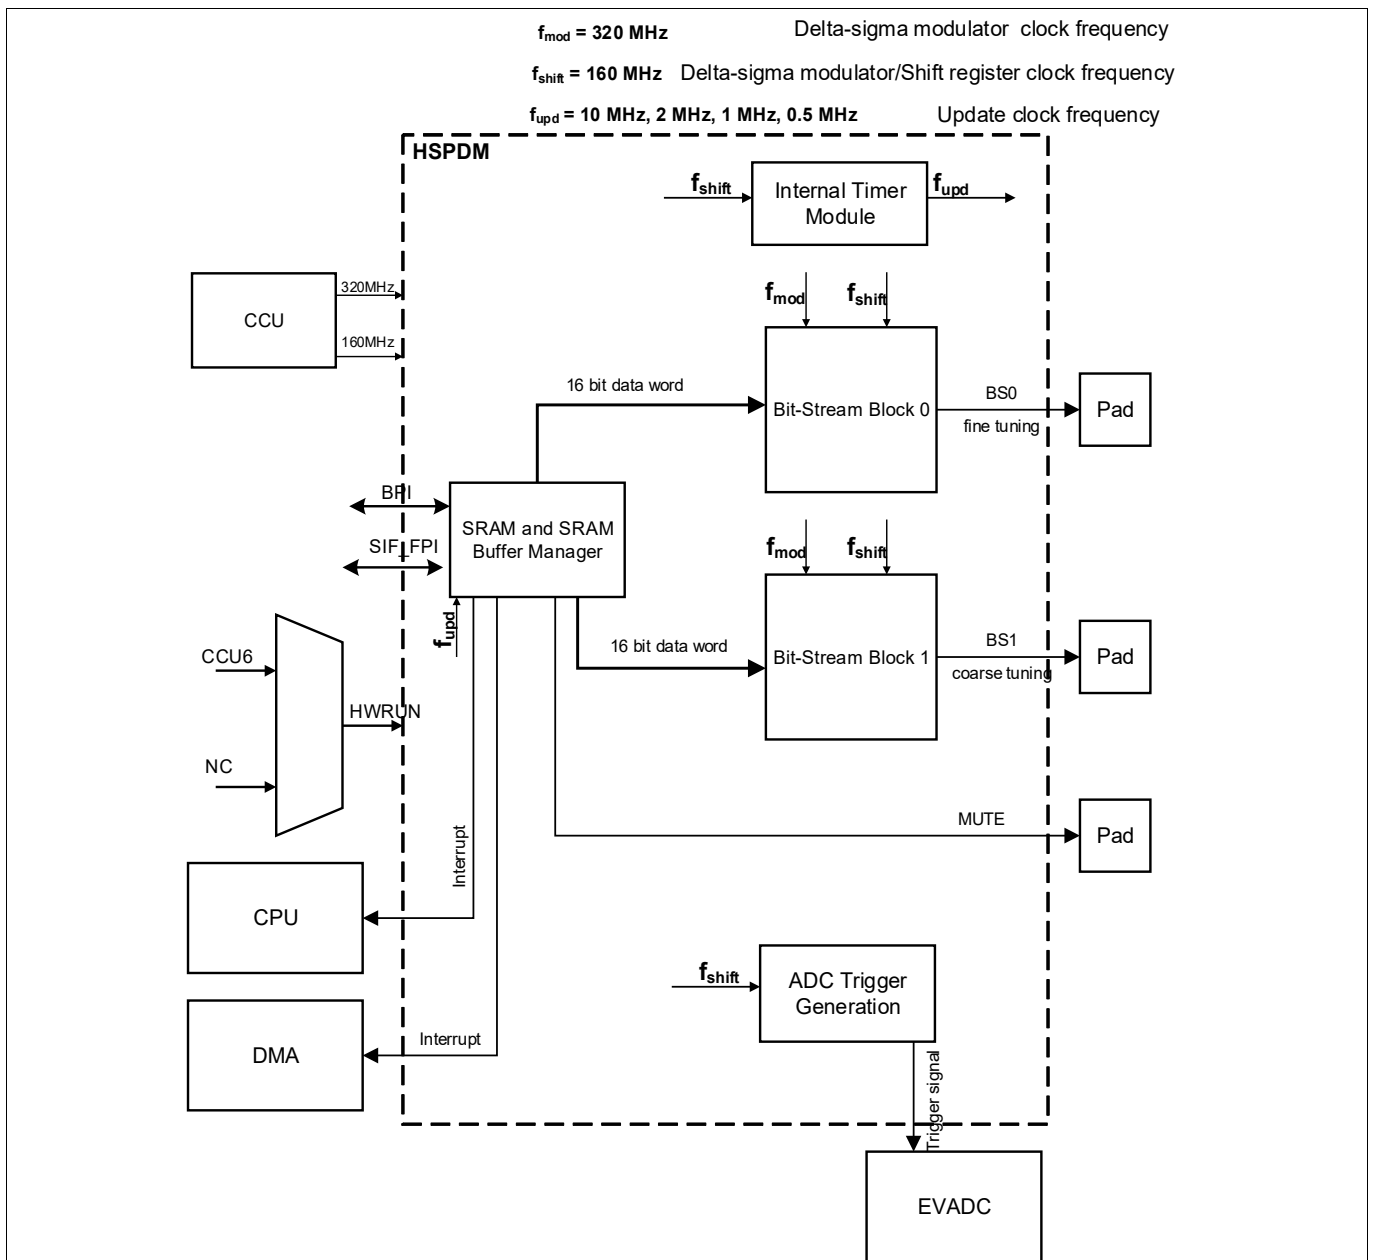 fmod = 320 MHz Delta-sigma modulator clock frequency
fshift = 160 MHz Delta-sigma modulator/Shift register clock frequency
fupd = 10 MHz, 2 MHz, 1 MHz, 0.5 MHz Update clock frequency
HSPDM
fshift
Internal Timer
Module
fupd
CCU
320MHz
160MHz
fmod
fshift
16 bit data word
Bit-Stream Block 0
BS0
fine tuning
Pad
BPI
SIF_FPI
SRAM and SRAM
Buffer Manager
fupd
fmod
fshift
16 bit data word
Bit-Stream Block 1
BS1
coarse tuning
Pad
CCU6
HWRUN
NC
MUTE
Pad
Interrupt
CPU
Interrupt
DMA
fshift
ADC Trigger
Generation
Trigger signal
EVADC